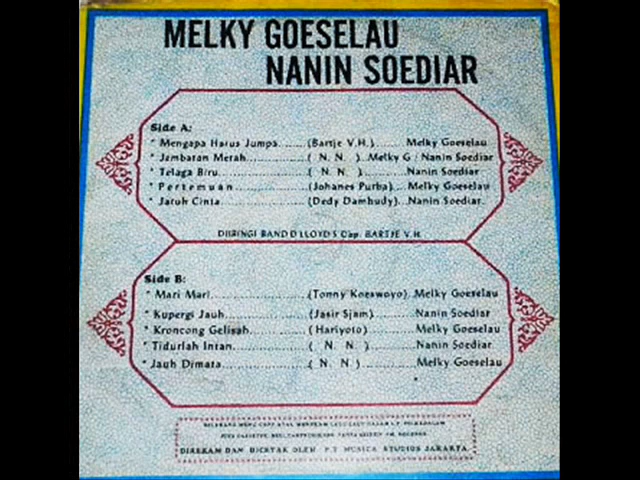 MELKY GOESELAU
NANIN SOEDIAR
Side A:
* Mengapa Harus Jumpa........(Bartje V.H.)........Melky Goeselau
* Jambatan Merah................( N. N. )..Melky G / Nanin Soediar
* Telaga Biru......................( N. N. )..........Nanin Soediar
* Pertemuan..................(Johanes Purba)...Melky Goeselau
* Jatuh Cinta..................(Dedy Dambudy)..Nanin Soediar.
DIIRINGI BAND D'LLOYD'S Cap. BARTJE V.H.
Side B:
* Mari Mari......................(Tonny Koeswoyo).Melky Goeselau
* Kupergi Jauh..................(Jasir Sjam)..........Nanin Soediar
* Kroncong Gelisah............(Hariyoto)............Melky Goeselau
* Tidurlah Intan................( N. N. )..............Nanin Soediar
* Jauh Dimata..................( N. N. )..............Melky Goeselau
DIREKAM DAN DICETAK OLEH P.T MUSICA STUDIOS JAKARTA